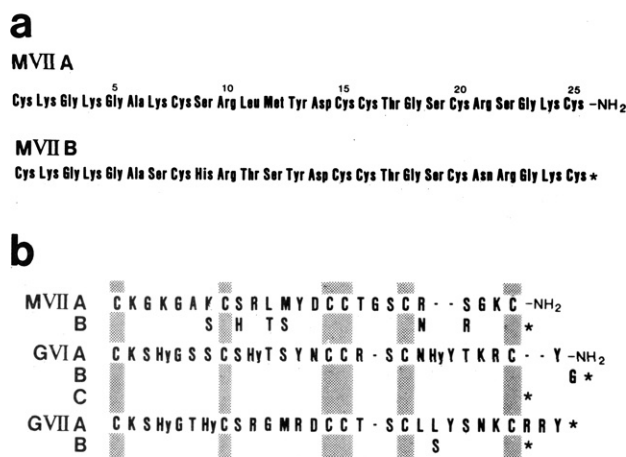 a
MVII A
5 10 15 20 25
Cys Lys Gly Lys Gly Ala Lys Cys Ser Arg Leu Met Tyr Asp Cys Cys Thr Gly Ser Cys Arg Ser Gly Lys Cys -NH2
MVII B
Cys Lys Gly Lys Gly Ala Ser Cys His Arg Thr Ser Tyr Asp Cys Cys Thr Gly Ser Cys Asn Arg Gly Lys Cys *
b
MVII A C K G K G A K C S R L M Y D C C T G S C R - - S G K C -NH2
B S H T S N R *
GVI A C K S Hy G S S C S Hy T S Y N C C R - S C N Hy Y T K R C - - Y -NH2
B G *
C *
GVII A C K S Hy G T Hy C S R G M R D C C T - S C L L Y S N K C R R Y *
B S *